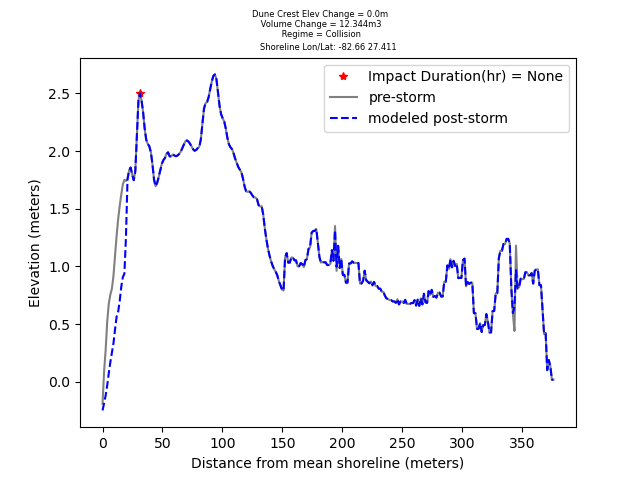 Dune Crest Elev Change = 0.0m
Volume Change = 12.344m3
Regime = Collision
Shoreline Lon/Lat: -82.66 27.411
Impact Duration(hr) = None
pre-storm
modeled post-storm
Elevation (meters)
2.5
2.0
1.5
1.0
0.5
0.0
0 50 100 150 200 250 300 350
Distance from mean shoreline (meters)